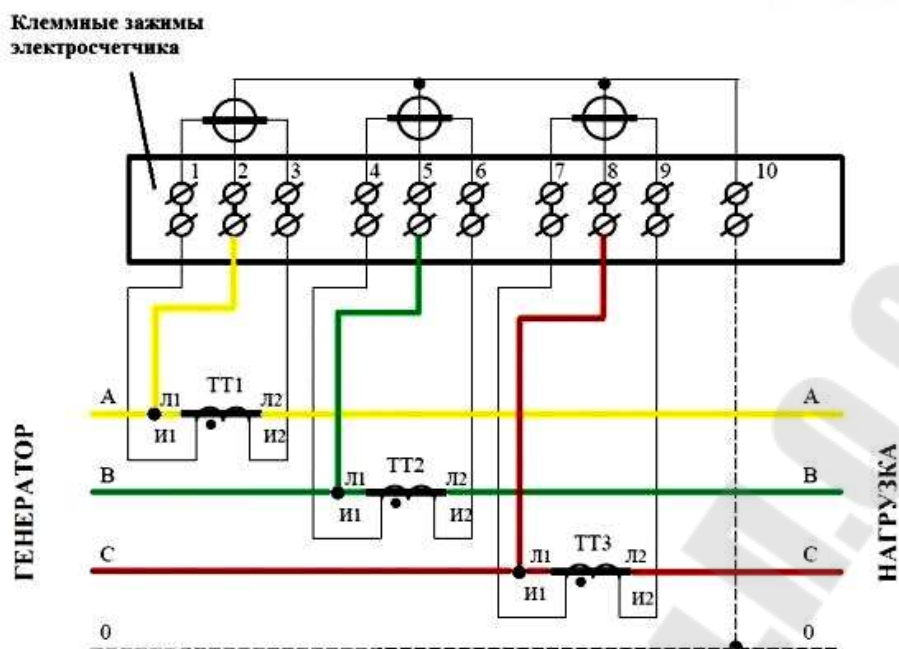 Клеммные зажимы
электросчетчика
1 2 3 4 5 6 7 8 9 10
ТТ1
А Л1 Л2 А
И1 И2
ТТ2
В Л1 Л2 В
И1 И2
ТТ3
С Л1 Л2 С
И1 И2
0 0
ГЕНЕРАТОР
НАГРУЗКА